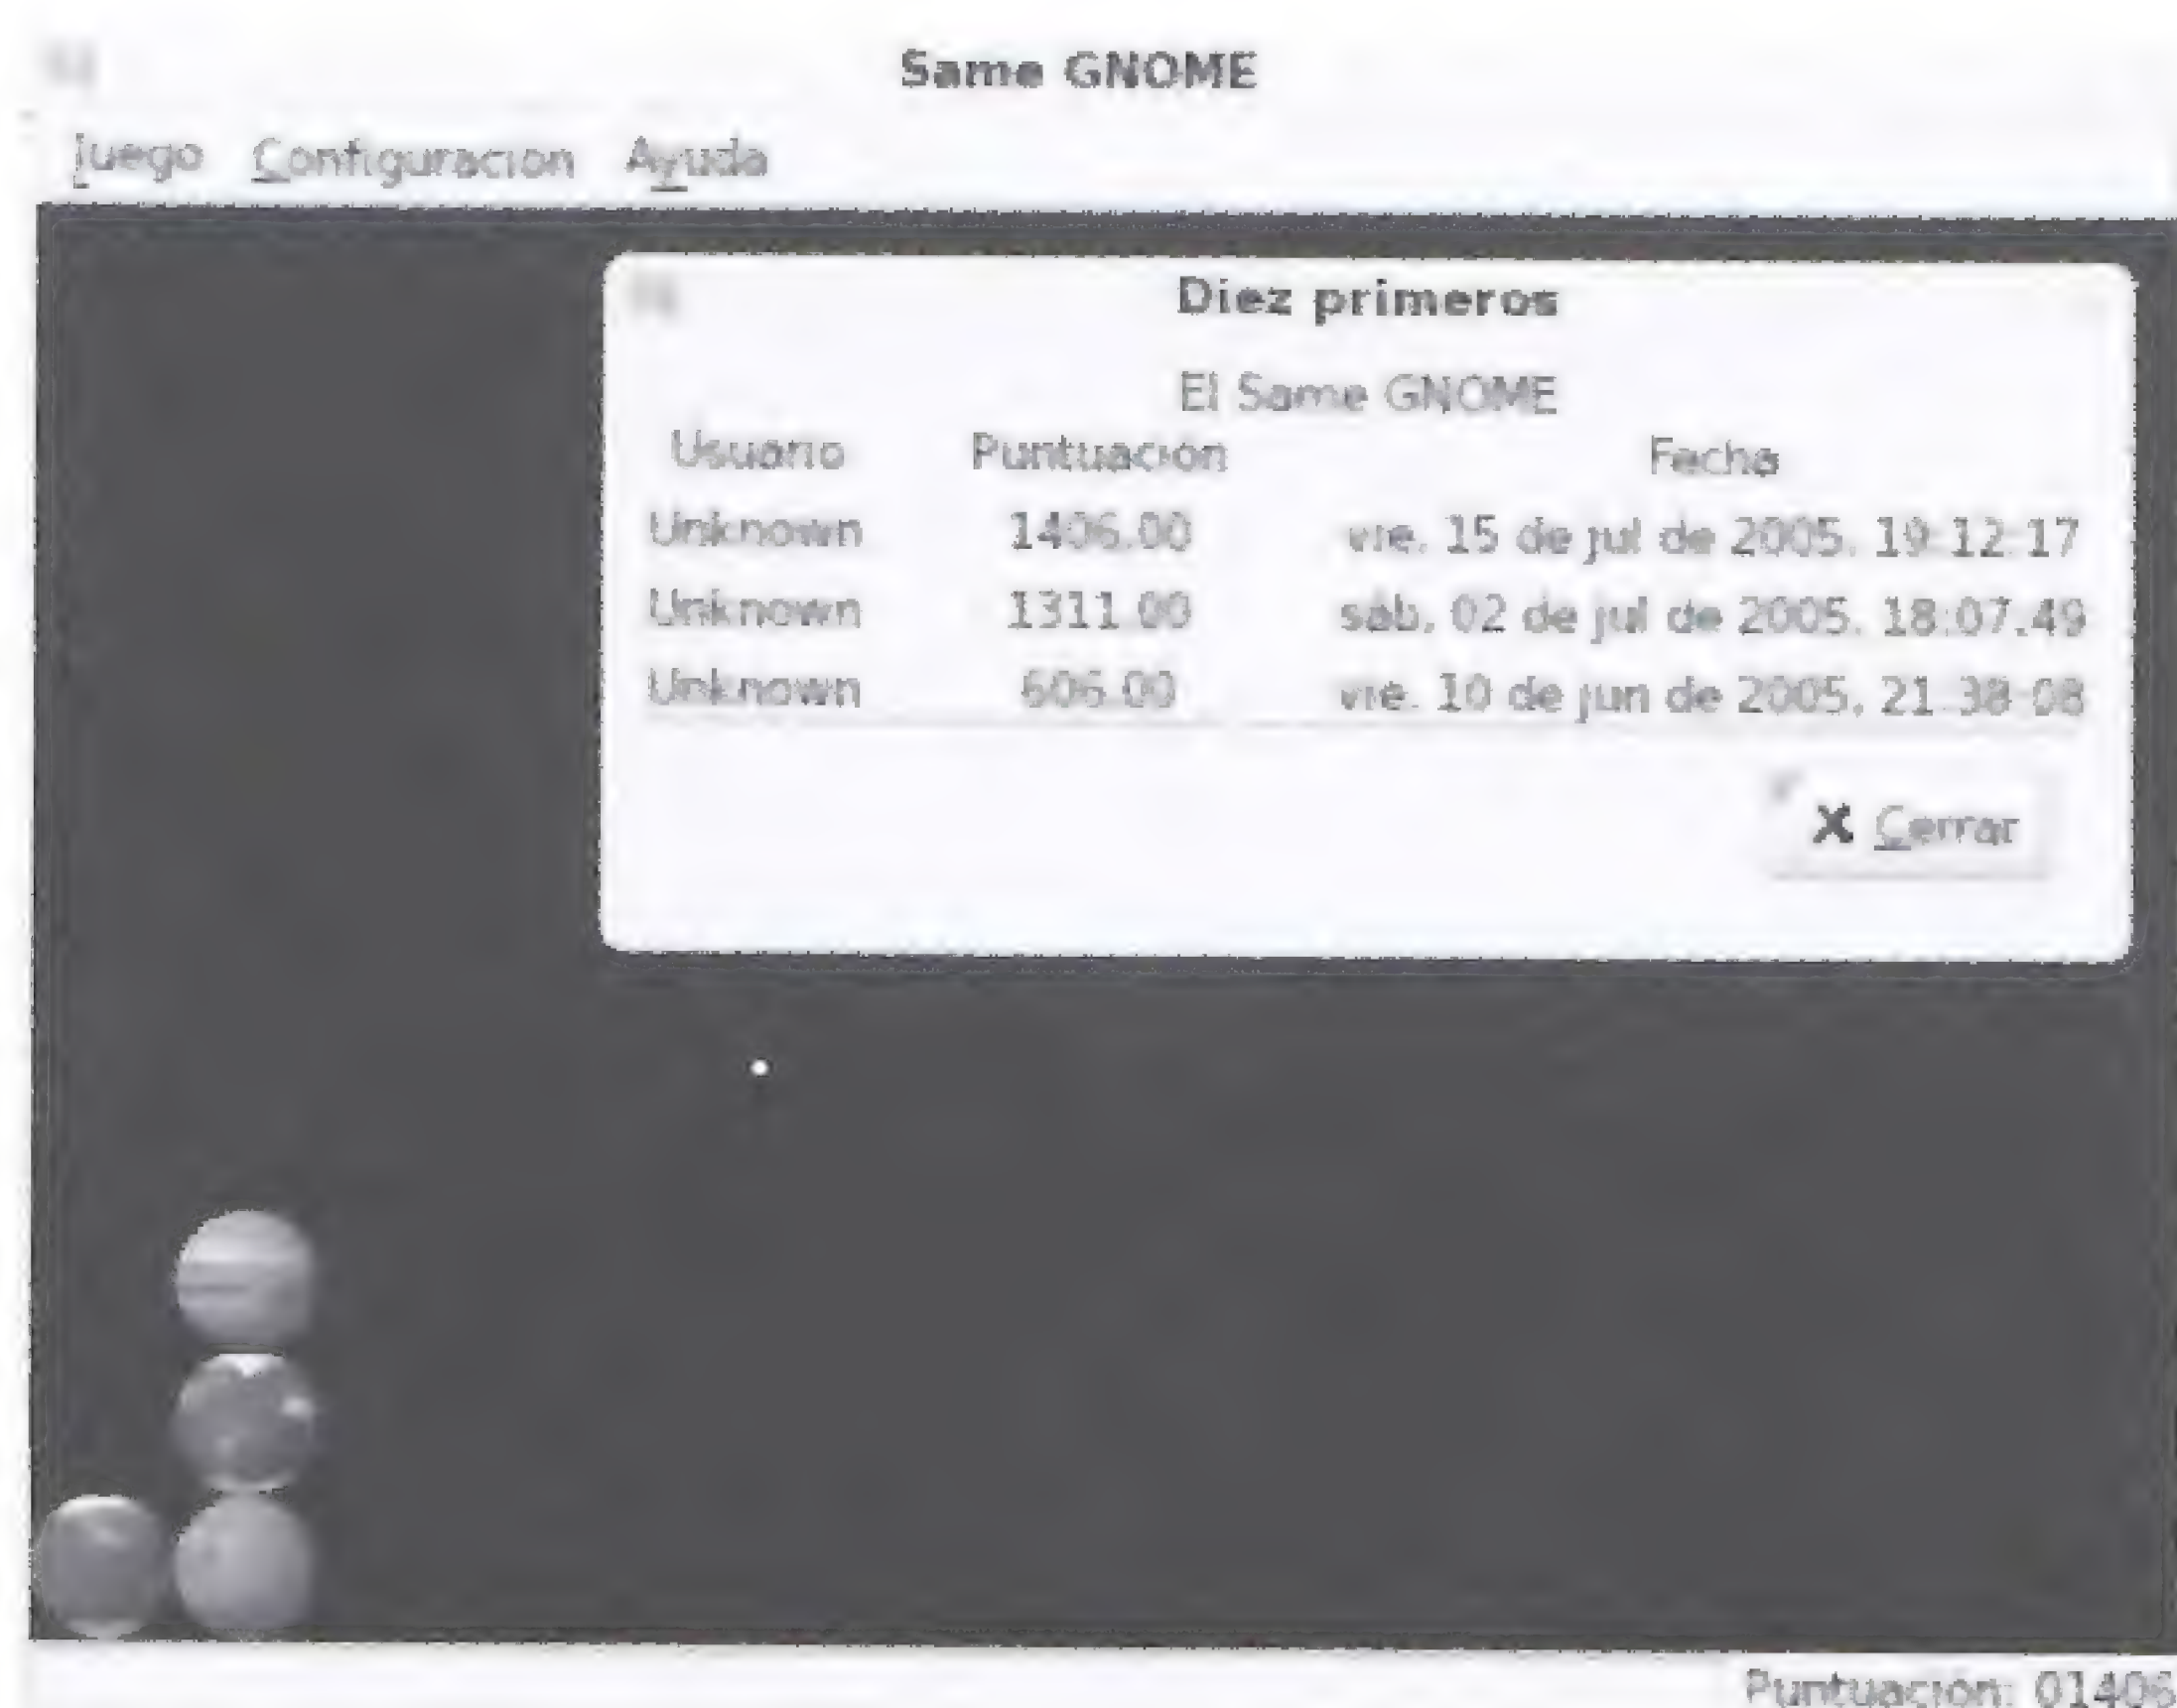 Same GNOME
Juego Configuración Ayuda
Diez primeros
El Same GNOME
Usuario Puntuación Fecha
Unknown 1406.00 vie. 15 de jul de 2005, 19:12:17
Unknown 1311.00 sáb, 02 de jul de 2005, 18:07:49
Unknown 606.00 vie. 10 de jun de 2005, 21:38:08
X Cerrar
Puntuación: 01406